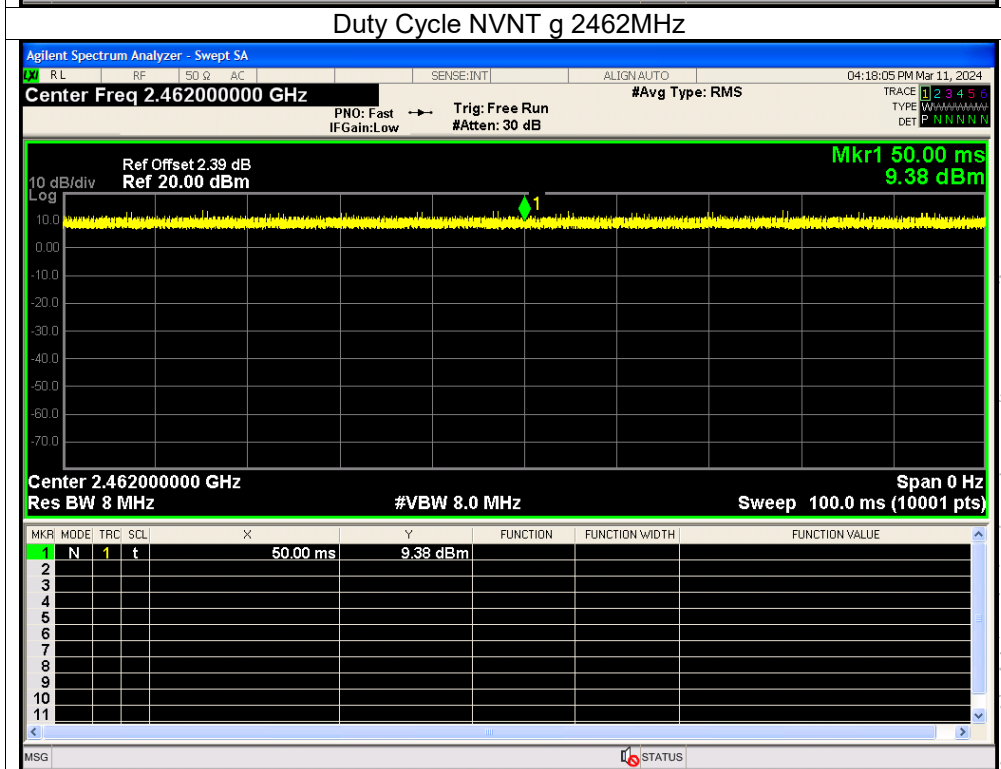 Duty Cycle NVNT g 2462MHz
Agilent Spectrum Analyzer - Swept SA
LXI RL RF 50 Ω AC SENSE:INT ALIGN AUTO 04:18:05 PM Mar 11, 2024
Center Freq 2.462000000 GHz #Avg Type: RMS TRACE 1 2 3 4 5 6
PNO: Fast Trig: Free Run TYPE WWWWWW
IFGain:Low #Atten: 30 dB DET P N N N N N
Mkr1 50.00 ms
Ref Offset 2.39 dB
10 dB/div Ref 20.00 dBm 9.38 dBm
Log
1
10.0
0.00
-10.0
-20.0
-30.0
-40.0
-50.0
-60.0
-70.0
Center 2.462000000 GHz Span 0 Hz
Res BW 8 MHz #VBW 8.0 MHz Sweep 100.0 ms (10001 pts)
MKR MODE TRC SCL X Y FUNCTION FUNCTION WIDTH FUNCTION VALUE
1 N 1 t 50.00 ms 9.38 dBm
2
3
4
5
6
7
8
9
10
11
MSG STATUS